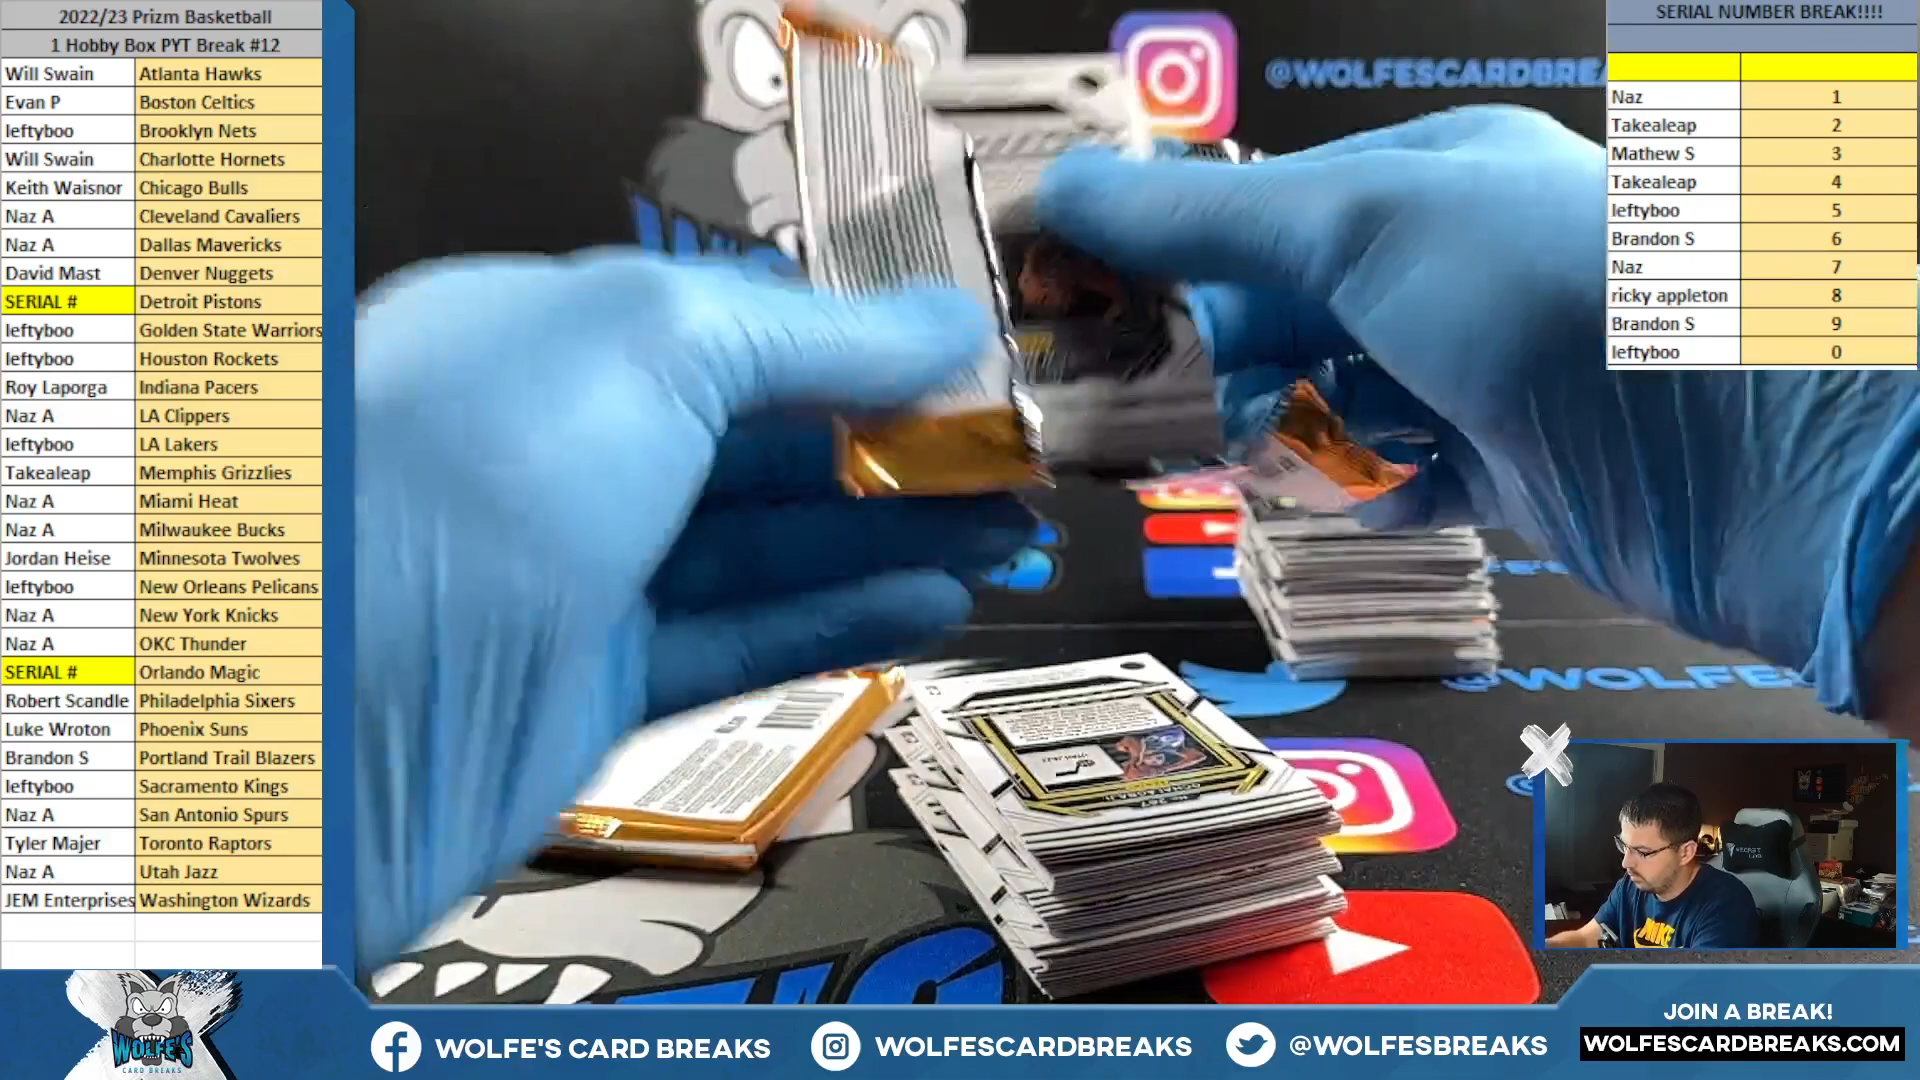 2022/23 Prizm Basketball
1 Hobby Box PYT Break #12
Will Swain Atlanta Hawks
Evan P Boston Celtics
leftyboo Brooklyn Nets
Will Swain Charlotte Hornets
Keith Waisnor Chicago Bulls
Naz A Cleveland Cavaliers
Naz A Dallas Mavericks
David Mast Denver Nuggets
SERIAL # Detroit Pistons
leftyboo Golden State Warriors
leftyboo Houston Rockets
Roy Laporga Indiana Pacers
Naz A LA Clippers
leftyboo LA Lakers
Takealeap Memphis Grizzlies
Naz A Miami Heat
Naz A Milwaukee Bucks
Jordan Heise Minnesota Twolves
leftyboo New Orleans Pelicans
Naz A New York Knicks
Naz A OKC Thunder
SERIAL # Orlando Magic
Robert Scandle Philadelphia Sixers
Luke Wroton Phoenix Suns
Brandon S Portland Trail Blazers
leftyboo Sacramento Kings
Naz A San Antonio Spurs
Tyler Majer Toronto Raptors
Naz A Utah Jazz
JEM Enterprises Washington Wizards
@WOLFESCARDBREA
@WOLFE
SERIAL NUMBER BREAK!!!!
Naz 1
Takealeap 2
Mathew S 3
Takealeap 4
leftyboo 5
Brandon S 6
Naz 7
ricky appleton 8
Brandon S 9
leftyboo 0
WOLFE'S
CARD BREAKS
WOLFE'S CARD BREAKS
WOLFESCARDBREAKS
@WOLFESBREAKS
JOIN A BREAK!
WOLFESCARDBREAKS.COM